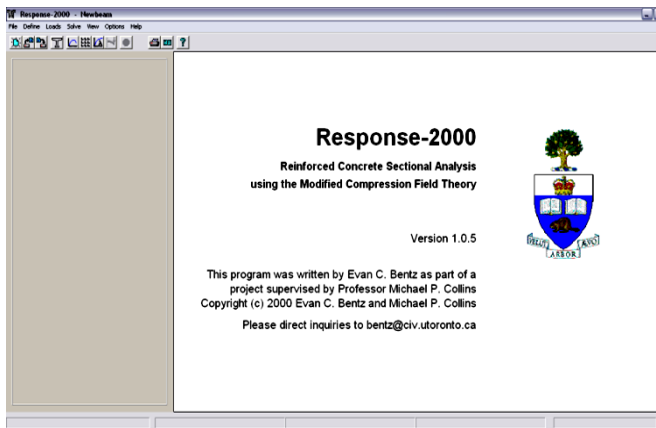 Response-2000 - Newbeam
File Define Loads Solve View Options Help
Response-2000
Reinforced Concrete Sectional Analysis
using the Modified Compression Field Theory
Version 1.0.5
This program was written by Evan C. Bentz as part of a
project supervised by Professor Michael P. Collins
Copyright (c) 2000 Evan C. Bentz and Michael P. Collins
Please direct inquiries to bentz@civ.utoronto.ca
VELUT
ARBOR
ÆVO